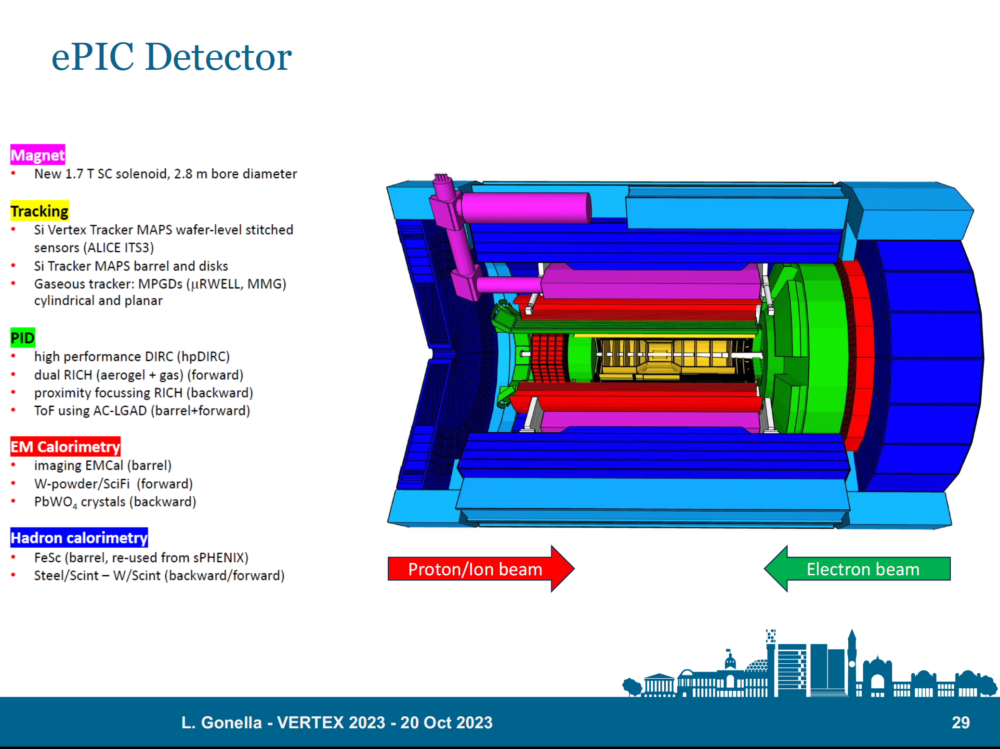 ePIC Detector
Magnet
• New 1.7 T SC solenoid, 2.8 m bore diameter
Tracking
• Si Vertex Tracker MAPS wafer-level stitched
sensors (ALICE ITS3)
• Si Tracker MAPS barrel and disks
• Gaseous tracker: MPGDs (μRWELL, MMG)
cylindrical and planar
PID
• high performance DIRC (hpDIRC)
• dual RICH (aerogel + gas) (forward)
• proximity focussing RICH (backward)
• ToF using AC-LGAD (barrel+forward)
EM Calorimetry
• imaging EMCal (barrel)
• W-powder/SciFi (forward)
• PbWO₄ crystals (backward)
Hadron calorimetry
• FeSc (barrel, re-used from sPHENIX)
• Steel/Scint – W/Scint (backward/forward)
Proton/Ion beam
Electron beam
L. Gonella - VERTEX 2023 - 20 Oct 2023
29